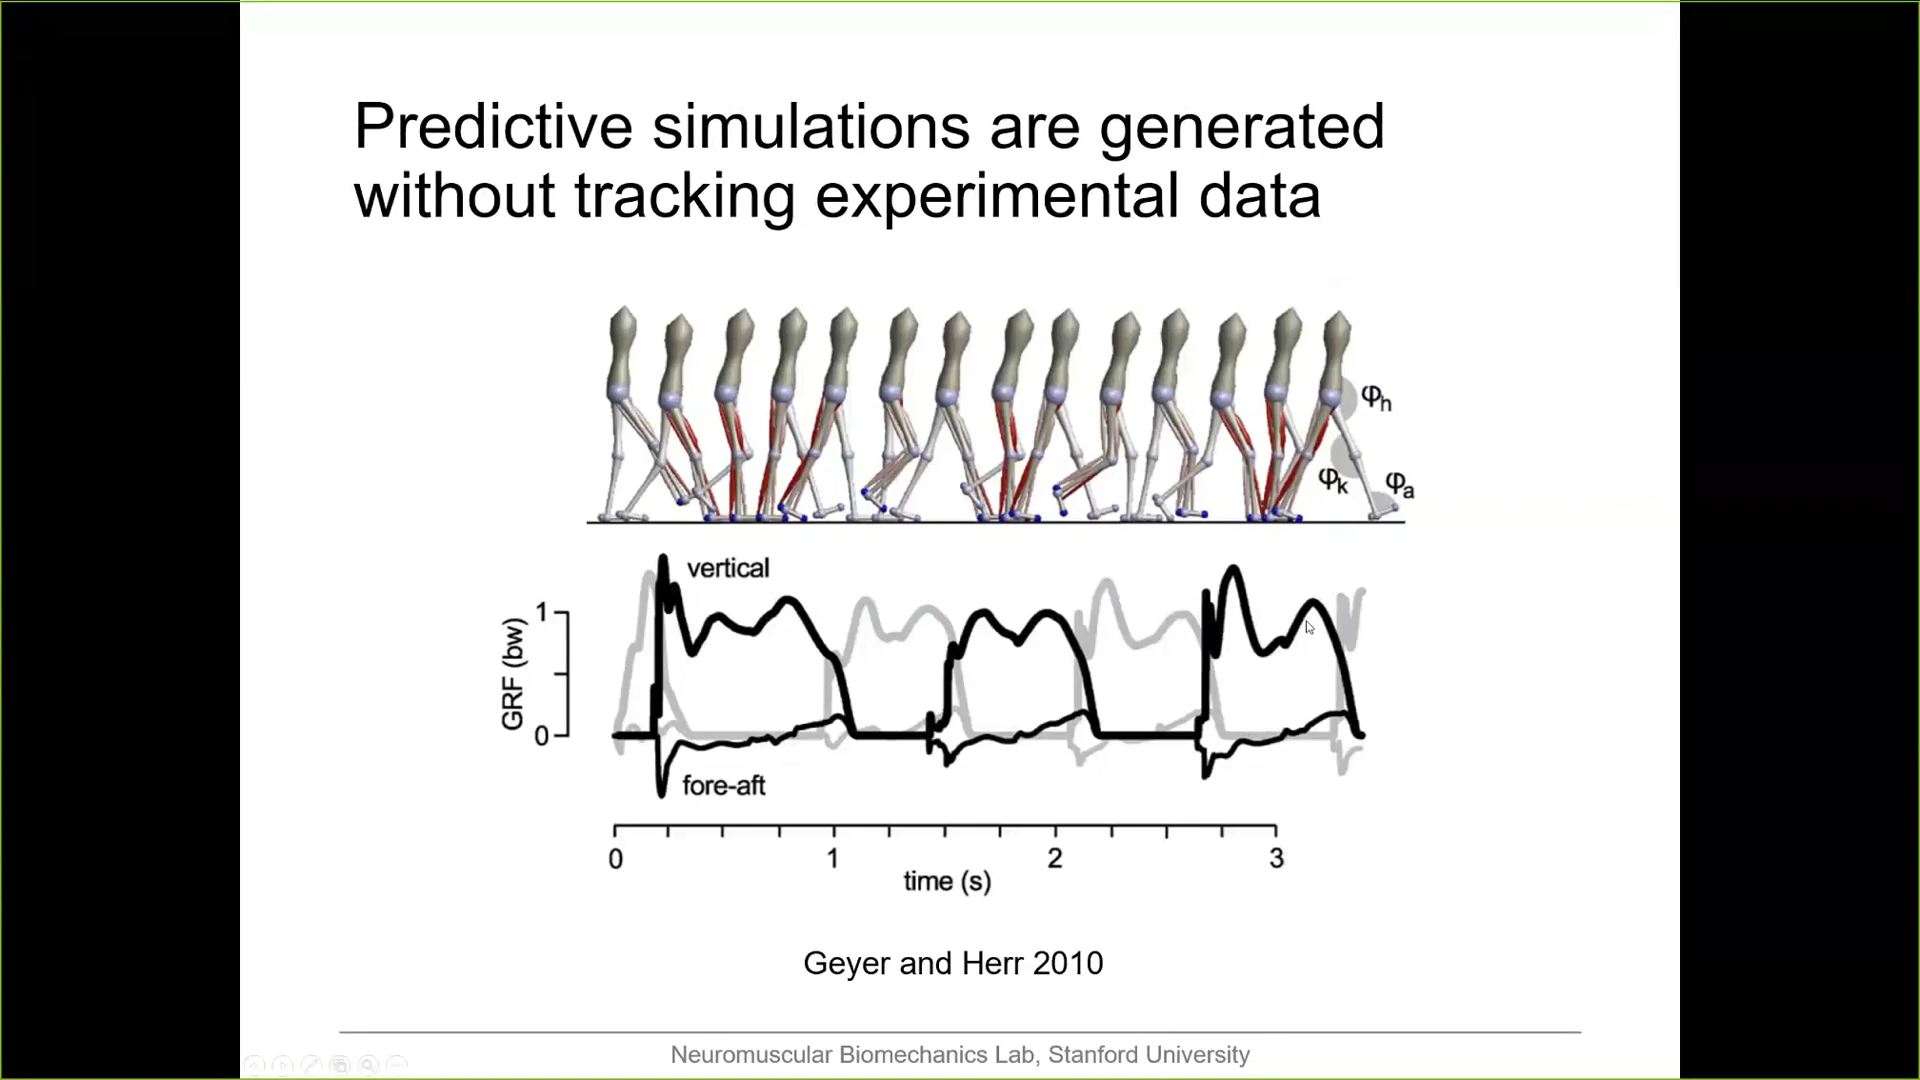 Predictive simulations are generated
without tracking experimental data
φh
φk
φa
vertical
GRF (bw)
1
0
fore-aft
0 1 2 3
time (s)
Geyer and Herr 2010
Neuromuscular Biomechanics Lab, Stanford University